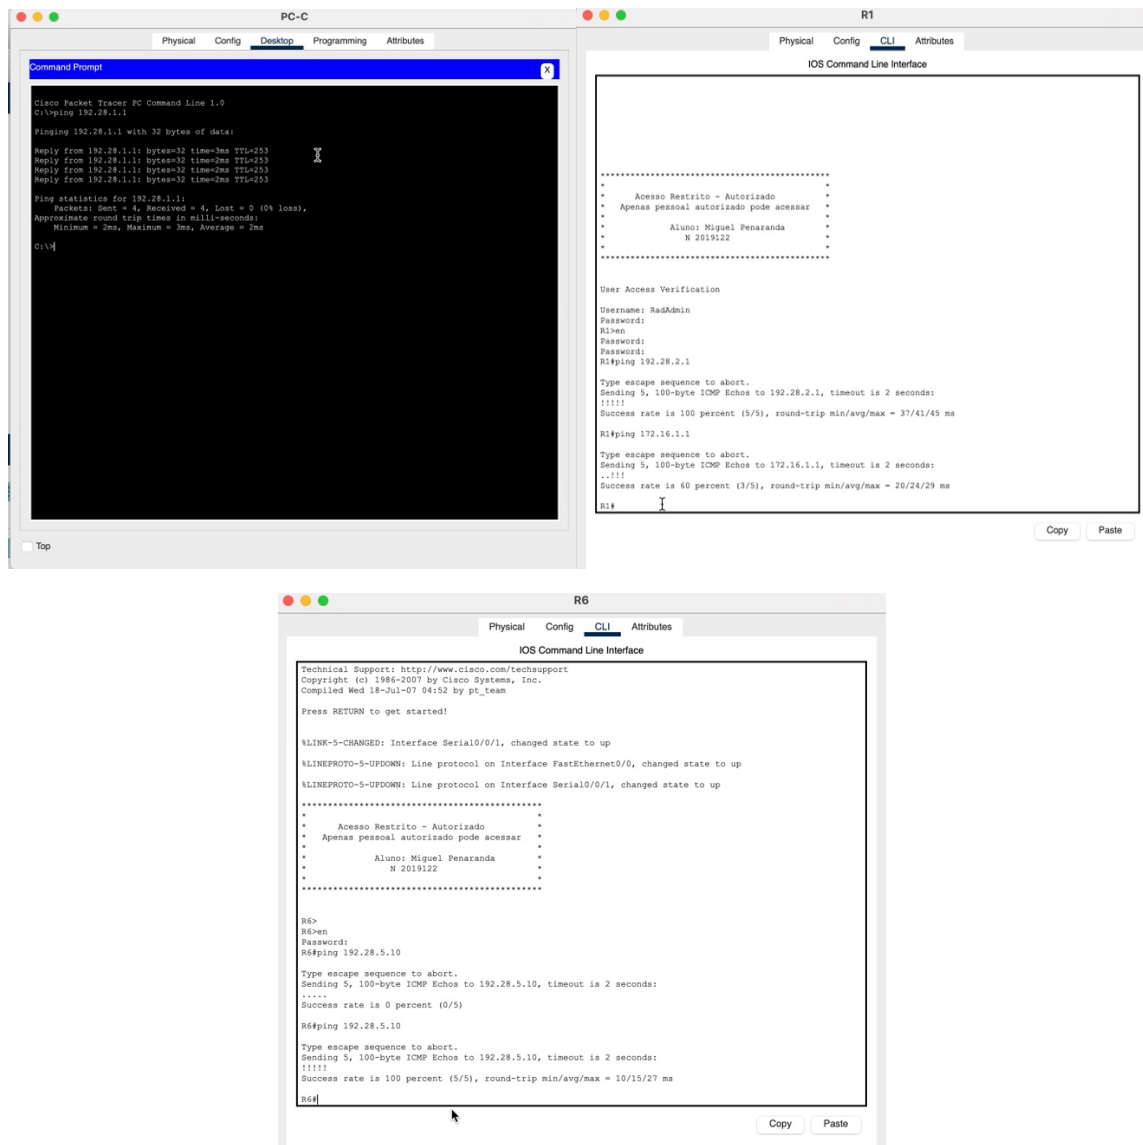 PC-C
Physical Config Desktop Programming Attributes
Command Prompt
X
Cisco Packet Tracer PC Command Line 1.0
C:\>ping 192.28.1.1
Pinging 192.28.1.1 with 32 bytes of data:
Reply from 192.28.1.1: bytes=32 time=3ms TTL=253
Reply from 192.28.1.1: bytes=32 time=2ms TTL=253
Reply from 192.28.1.1: bytes=32 time=2ms TTL=253
Reply from 192.28.1.1: bytes=32 time=2ms TTL=253
Ping statistics for 192.28.1.1:
Packets: Sent = 4, Received = 4, Lost = 0 (0% loss),
Approximate round trip times in milli-seconds:
Minimum = 2ms, Maximum = 3ms, Average = 2ms
C:\>
Top
R1
Physical Config CLI Attributes
IOS Command Line Interface
********************************************
* *
* Acesso Restrito - Autorizado *
* Apenas pessoal autorizado pode acessar *
* *
* Aluno: Miguel Penaranda *
* N 2019122 *
* *
********************************************
User Access Verification
Username: RadAdmin
Password:
R1>en
Password:
Password:
R1#ping 192.28.2.1
Type escape sequence to abort.
Sending 5, 100-byte ICMP Echos to 192.28.2.1, timeout is 2 seconds:
!!!!!
Success rate is 100 percent (5/5), round-trip min/avg/max = 37/41/45 ms
R1#ping 172.16.1.1
Type escape sequence to abort.
Sending 5, 100-byte ICMP Echos to 172.16.1.1, timeout is 2 seconds:
..!!!
Success rate is 60 percent (3/5), round-trip min/avg/max = 20/24/29 ms
R1#
Copy Paste
R6
Physical Config CLI Attributes
IOS Command Line Interface
Technical Support: http://www.cisco.com/techsupport
Copyright (c) 1986-2007 by Cisco Systems, Inc.
Compiled Wed 18-Jul-07 04:52 by pt_team
Press RETURN to get started!
%LINK-5-CHANGED: Interface Serial0/0/1, changed state to up
%LINEPROTO-5-UPDOWN: Line protocol on Interface FastEthernet0/0, changed state to up
%LINEPROTO-5-UPDOWN: Line protocol on Interface Serial0/0/1, changed state to up
********************************************
* *
* Acesso Restrito - Autorizado *
* Apenas pessoal autorizado pode acessar *
* *
* Aluno: Miguel Penaranda *
* N 2019122 *
* *
********************************************
R6>
R6>en
Password:
R6#ping 192.28.5.10
Type escape sequence to abort.
Sending 5, 100-byte ICMP Echos to 192.28.5.10, timeout is 2 seconds:
.....
Success rate is 0 percent (0/5)
R6#ping 192.28.5.10
Type escape sequence to abort.
Sending 5, 100-byte ICMP Echos to 192.28.5.10, timeout is 2 seconds:
!!!!!
Success rate is 100 percent (5/5), round-trip min/avg/max = 10/15/27 ms
R6#
Copy Paste